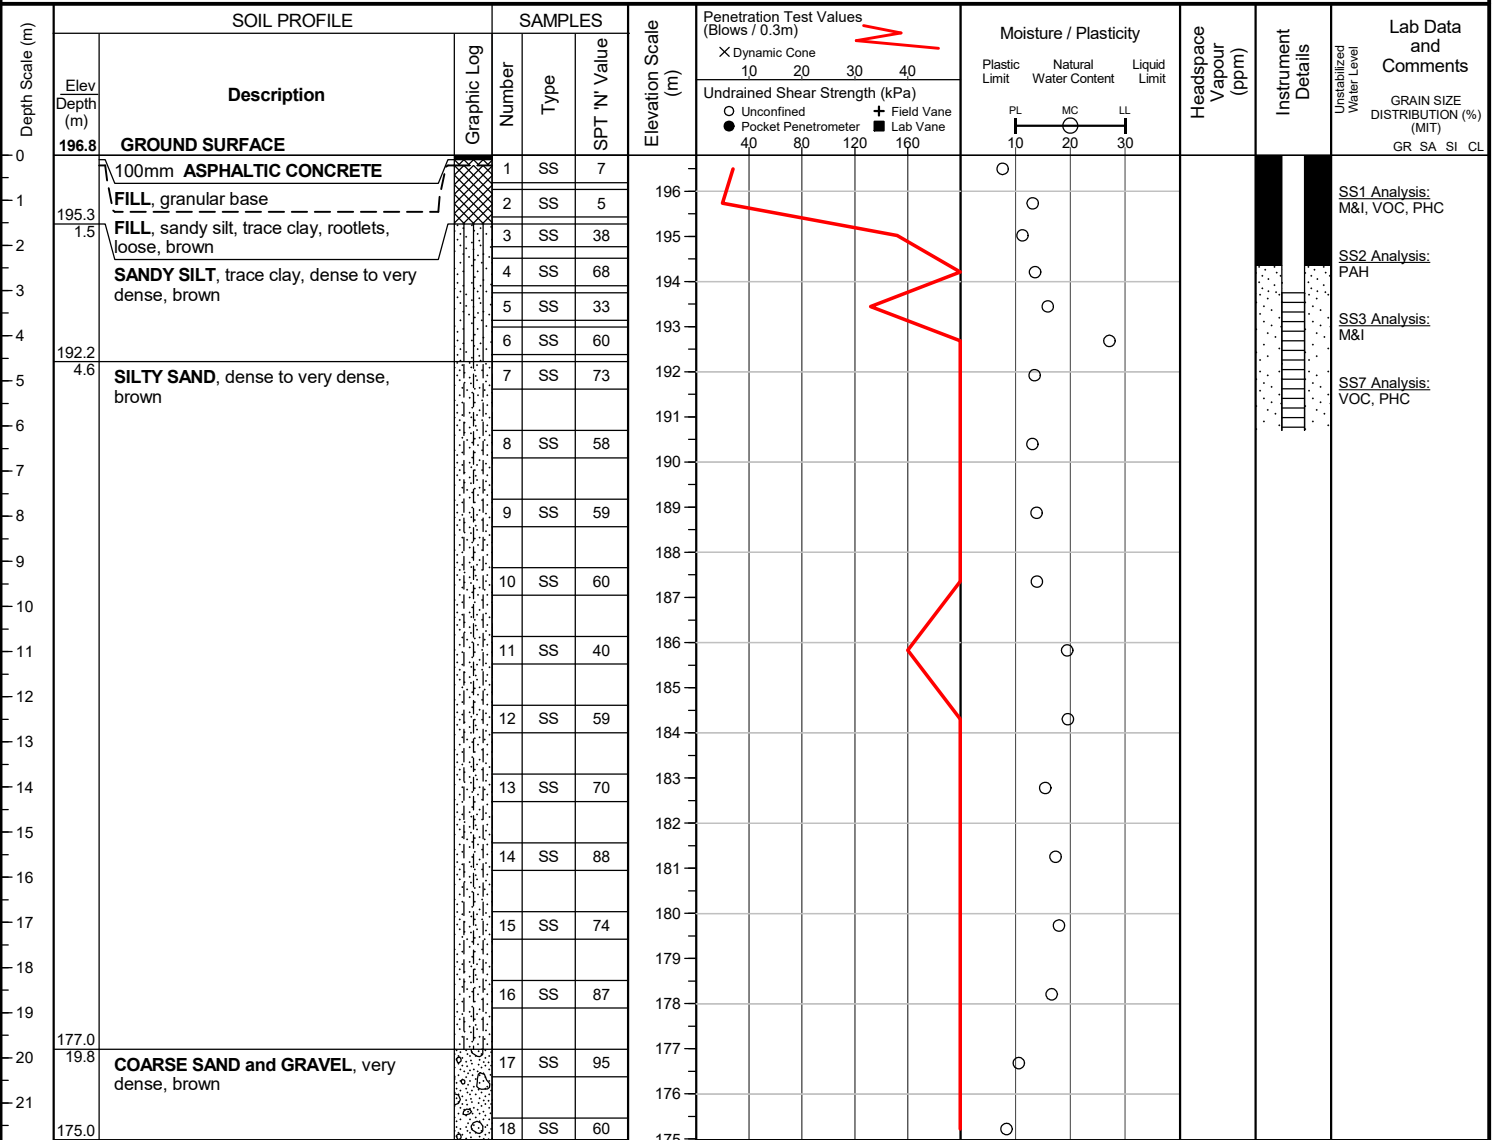 SOIL PROFILE
SAMPLES
Depth Scale (m)
Elev
Depth
(m)
Description
Graphic Log
Number
Type
SPT 'N' Value
Elevation Scale
(m)
Penetration Test Values
(Blows / 0.3m)
× Dynamic Cone
10 20 30 40
Undrained Shear Strength (kPa)
Unconfined Field Vane
Pocket Penetrometer Lab Vane
40 80 120 160
Moisture / Plasticity
Plastic Limit
Natural Water Content
Liquid Limit
PL MC LL
10 20 30
Headspace
Vapour
(ppm)
Instrument
Details
Unstabilized
Water Level
Lab Data
and
Comments
GRAIN SIZE
DISTRIBUTION (%)
(MIT)
GR SA SI CL
196.8 GROUND SURFACE
100mm ASPHALTIC CONCRETE
FILL, granular base
195.3
1.5
FILL, sandy silt, trace clay, rootlets,
loose, brown
SANDY SILT, trace clay, dense to very
dense, brown
192.2
4.6
SILTY SAND, dense to very dense,
brown
177.0
19.8
COARSE SAND and GRAVEL, very
dense, brown
175.0
0
1
2
3
4
5
6
7
8
9
10
11
12
13
14
15
16
17
18
19
20
21
1 SS 7
2 SS 5
3 SS 38
4 SS 68
5 SS 33
6 SS 60
7 SS 73
8 SS 58
9 SS 59
10 SS 60
11 SS 40
12 SS 59
13 SS 70
14 SS 88
15 SS 74
16 SS 87
17 SS 95
18 SS 60
196
195
194
193
192
191
190
189
188
187
186
185
184
183
182
181
180
179
178
177
176
175
SS1 Analysis:
M&I, VOC, PHC
SS2 Analysis:
PAH
SS3 Analysis:
M&I
SS7 Analysis:
VOC, PHC